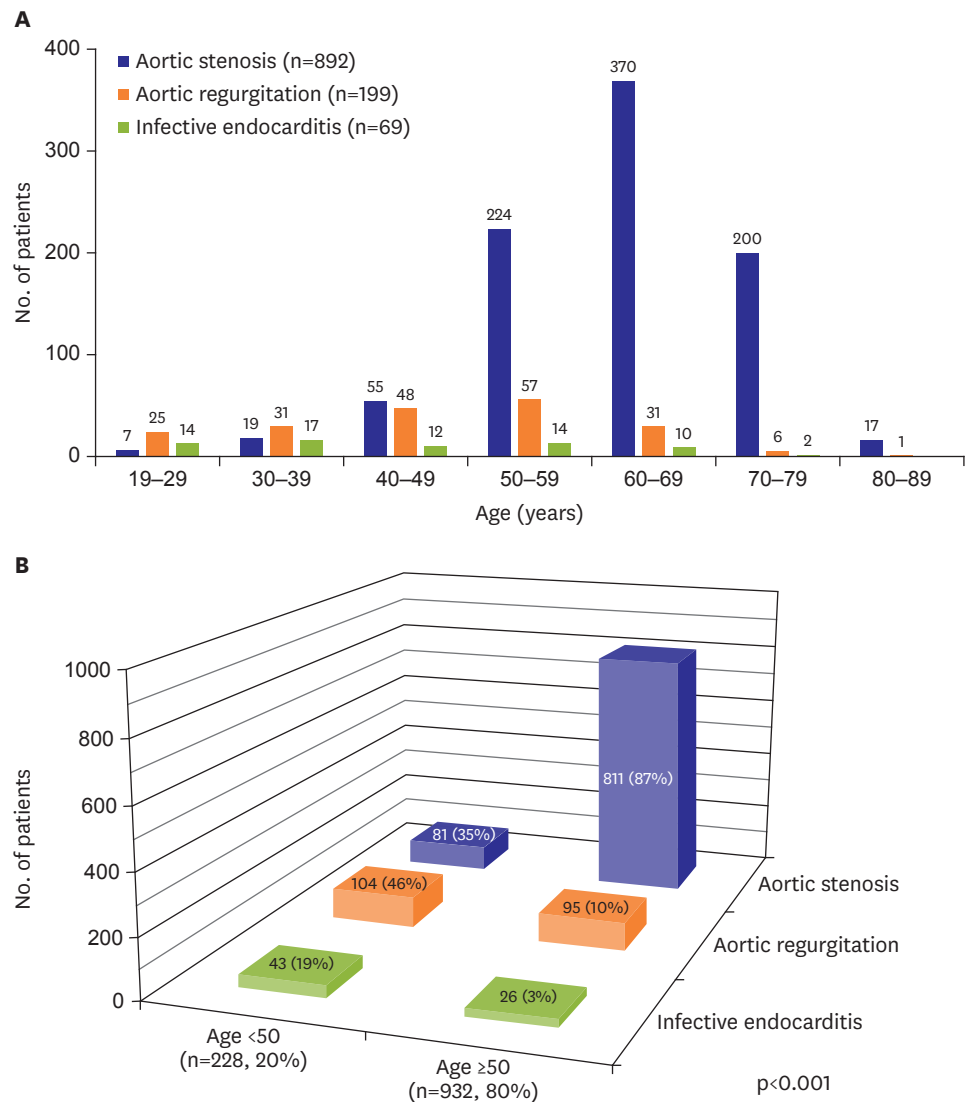 A
400
300
200
100
0
No. of patients
Aortic stenosis (n=892)
Aortic regurgitation (n=199)
Infective endocarditis (n=69)
7
25
14
19
31
17
55
48
12
224
57
14
370
31
10
200
6
2
17
1
19–29
30–39
40–49
50–59
60–69
70–79
80–89
Age (years)
B
1000
800
600
400
200
0
No. of patients
81 (35%)
811 (87%)
104 (46%)
95 (10%)
43 (19%)
26 (3%)
Aortic stenosis
Aortic regurgitation
Infective endocarditis
Age <50
(n=228, 20%)
Age ≥50
(n=932, 80%)
p<0.001